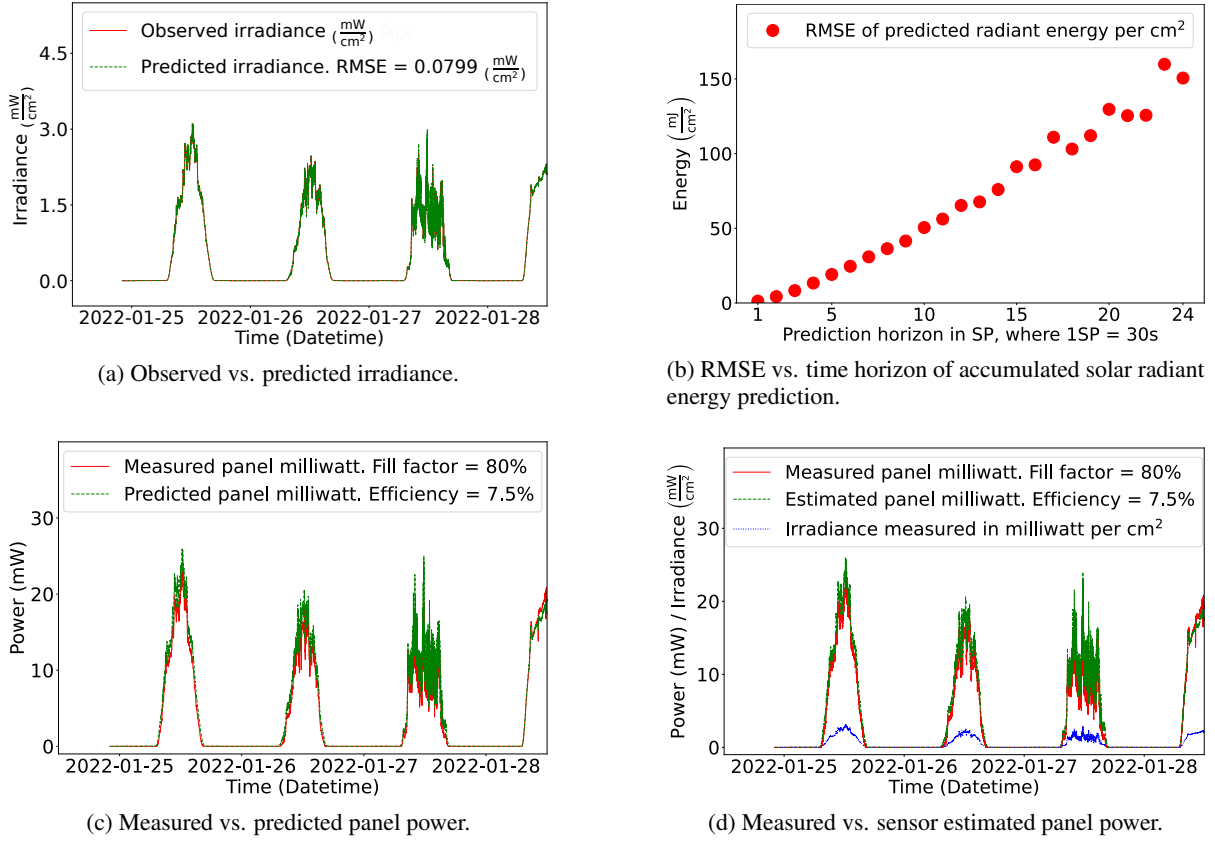 Observed irradiance (mW/cm²)
Predicted irradiance. RMSE = 0.0799 (mW/cm²)
Irradiance (mW/cm²)
4.5
3.0
1.5
0.0
2022-01-25 2022-01-26 2022-01-27 2022-01-28
Time (Datetime)
(a) Observed vs. predicted irradiance.
RMSE of predicted radiant energy per cm²
Energy (mJ/cm²)
150
100
50
0
1 5 10 15 20 24
Prediction horizon in SP, where 1SP = 30s
(b) RMSE vs. time horizon of accumulated solar radiant
energy prediction.
Measured panel milliwatt. Fill factor = 80%
Predicted panel milliwatt. Efficiency = 7.5%
Power (mW)
30
20
10
0
2022-01-25 2022-01-26 2022-01-27 2022-01-28
Time (Datetime)
(c) Measured vs. predicted panel power.
Measured panel milliwatt. Fill factor = 80%
Estimated panel milliwatt. Efficiency = 7.5%
Irradiance measured in milliwatt per cm²
Power (mW) / Irradiance (mW/cm²)
30
20
10
0
2022-01-25 2022-01-26 2022-01-27 2022-01-28
Time (Datetime)
(d) Measured vs. sensor estimated panel power.